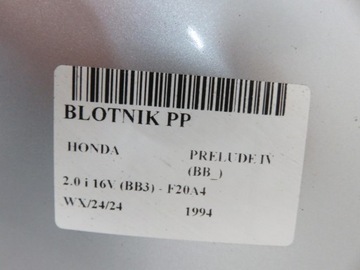 BLOTNIK PP
HONDA PRELUDE IV
(BB_)
2.0 i 16V (BB3) - F20A4
WX/24/24 1994